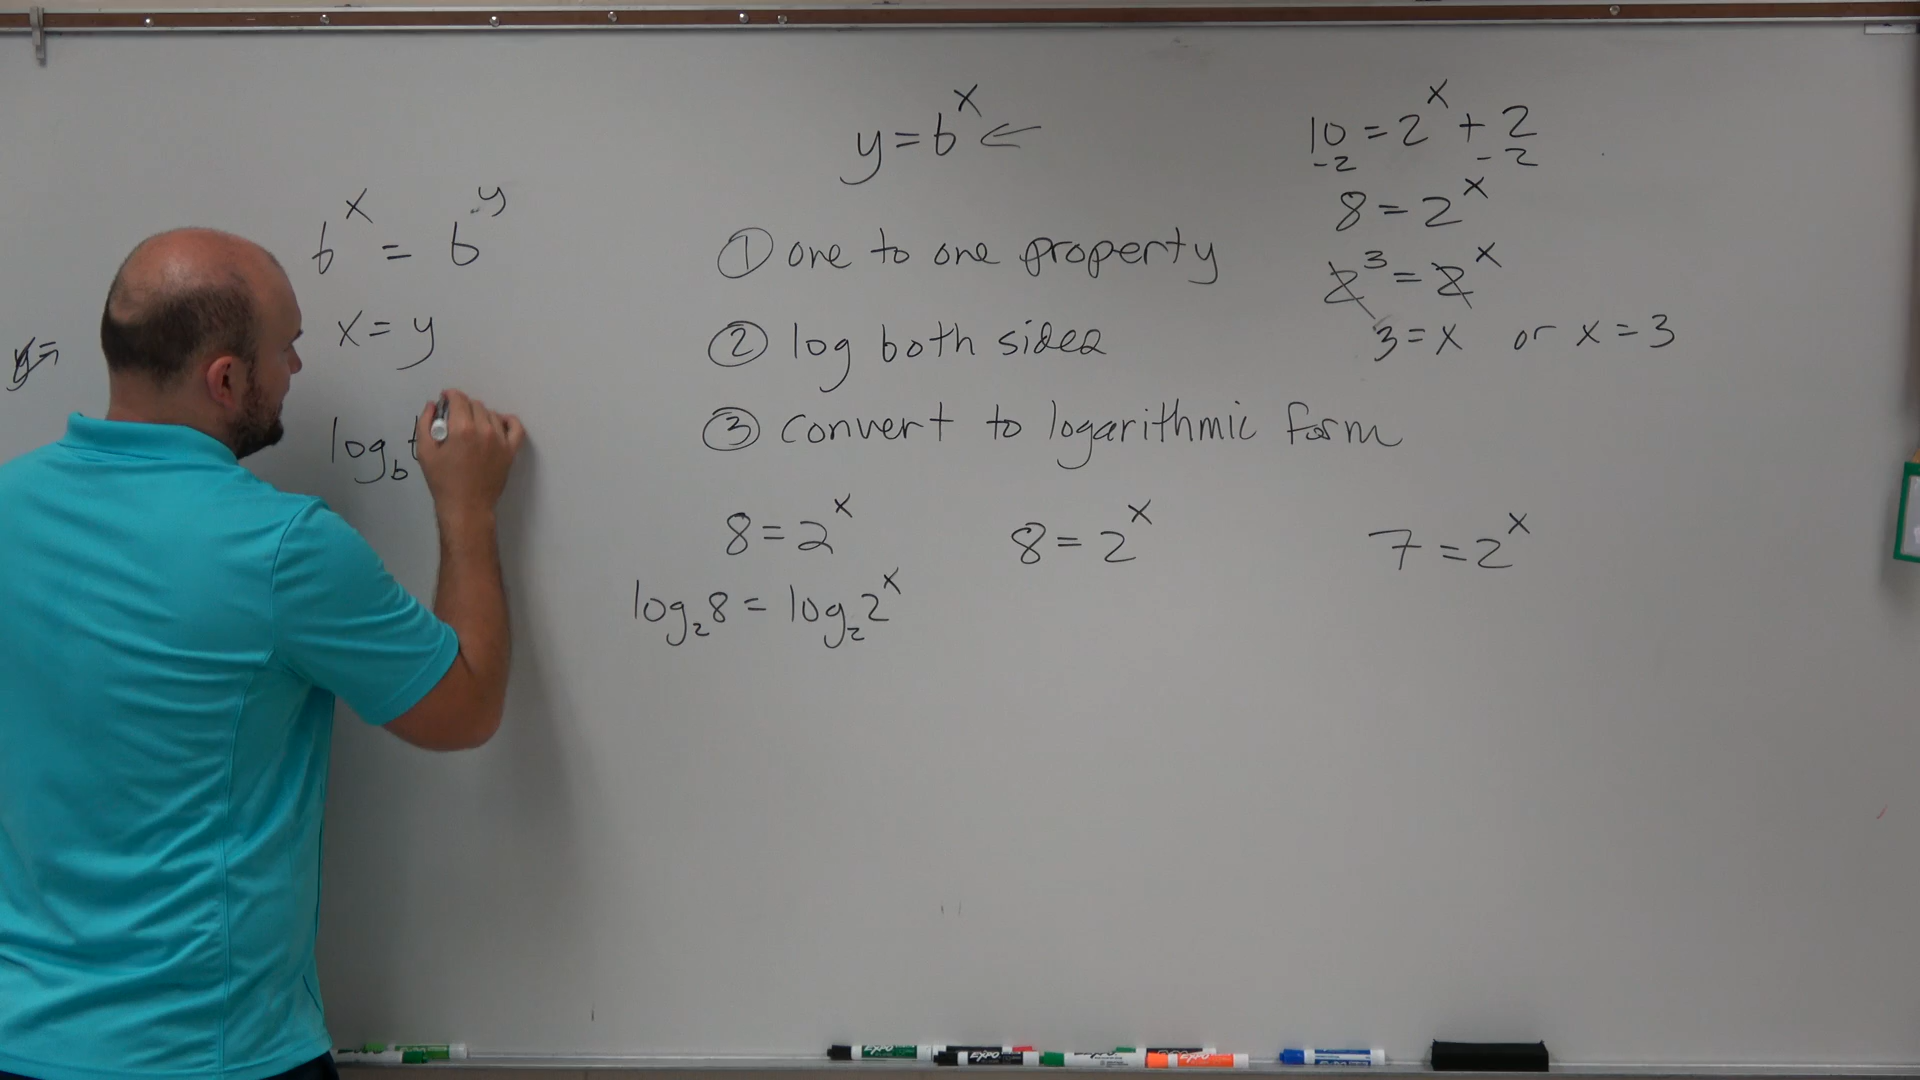 y = b^x ←
10 = 2^x + 2
-2 -2
8 = 2^x
2^3 = 2^x
3 = x or x = 3
b^x = b^y
x = y
log_b
① one to one property
② log both sides
③ convert to logarithmic form
8 = 2^x
log_2 8 = log_2 2^x
8 = 2^x
7 = 2^x
EXPO
EXPO
EXPO